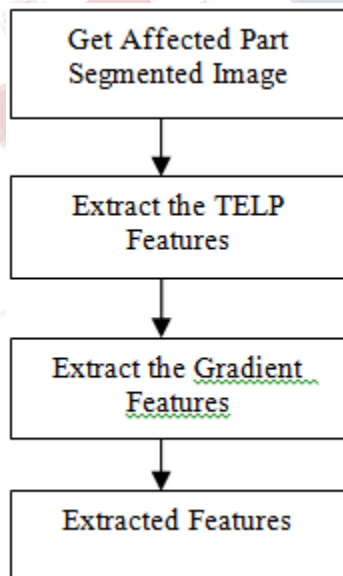 Get Affected Part
Segmented Image
Extract the TELP
Features
Extract the Gradient
Features
Extracted Features